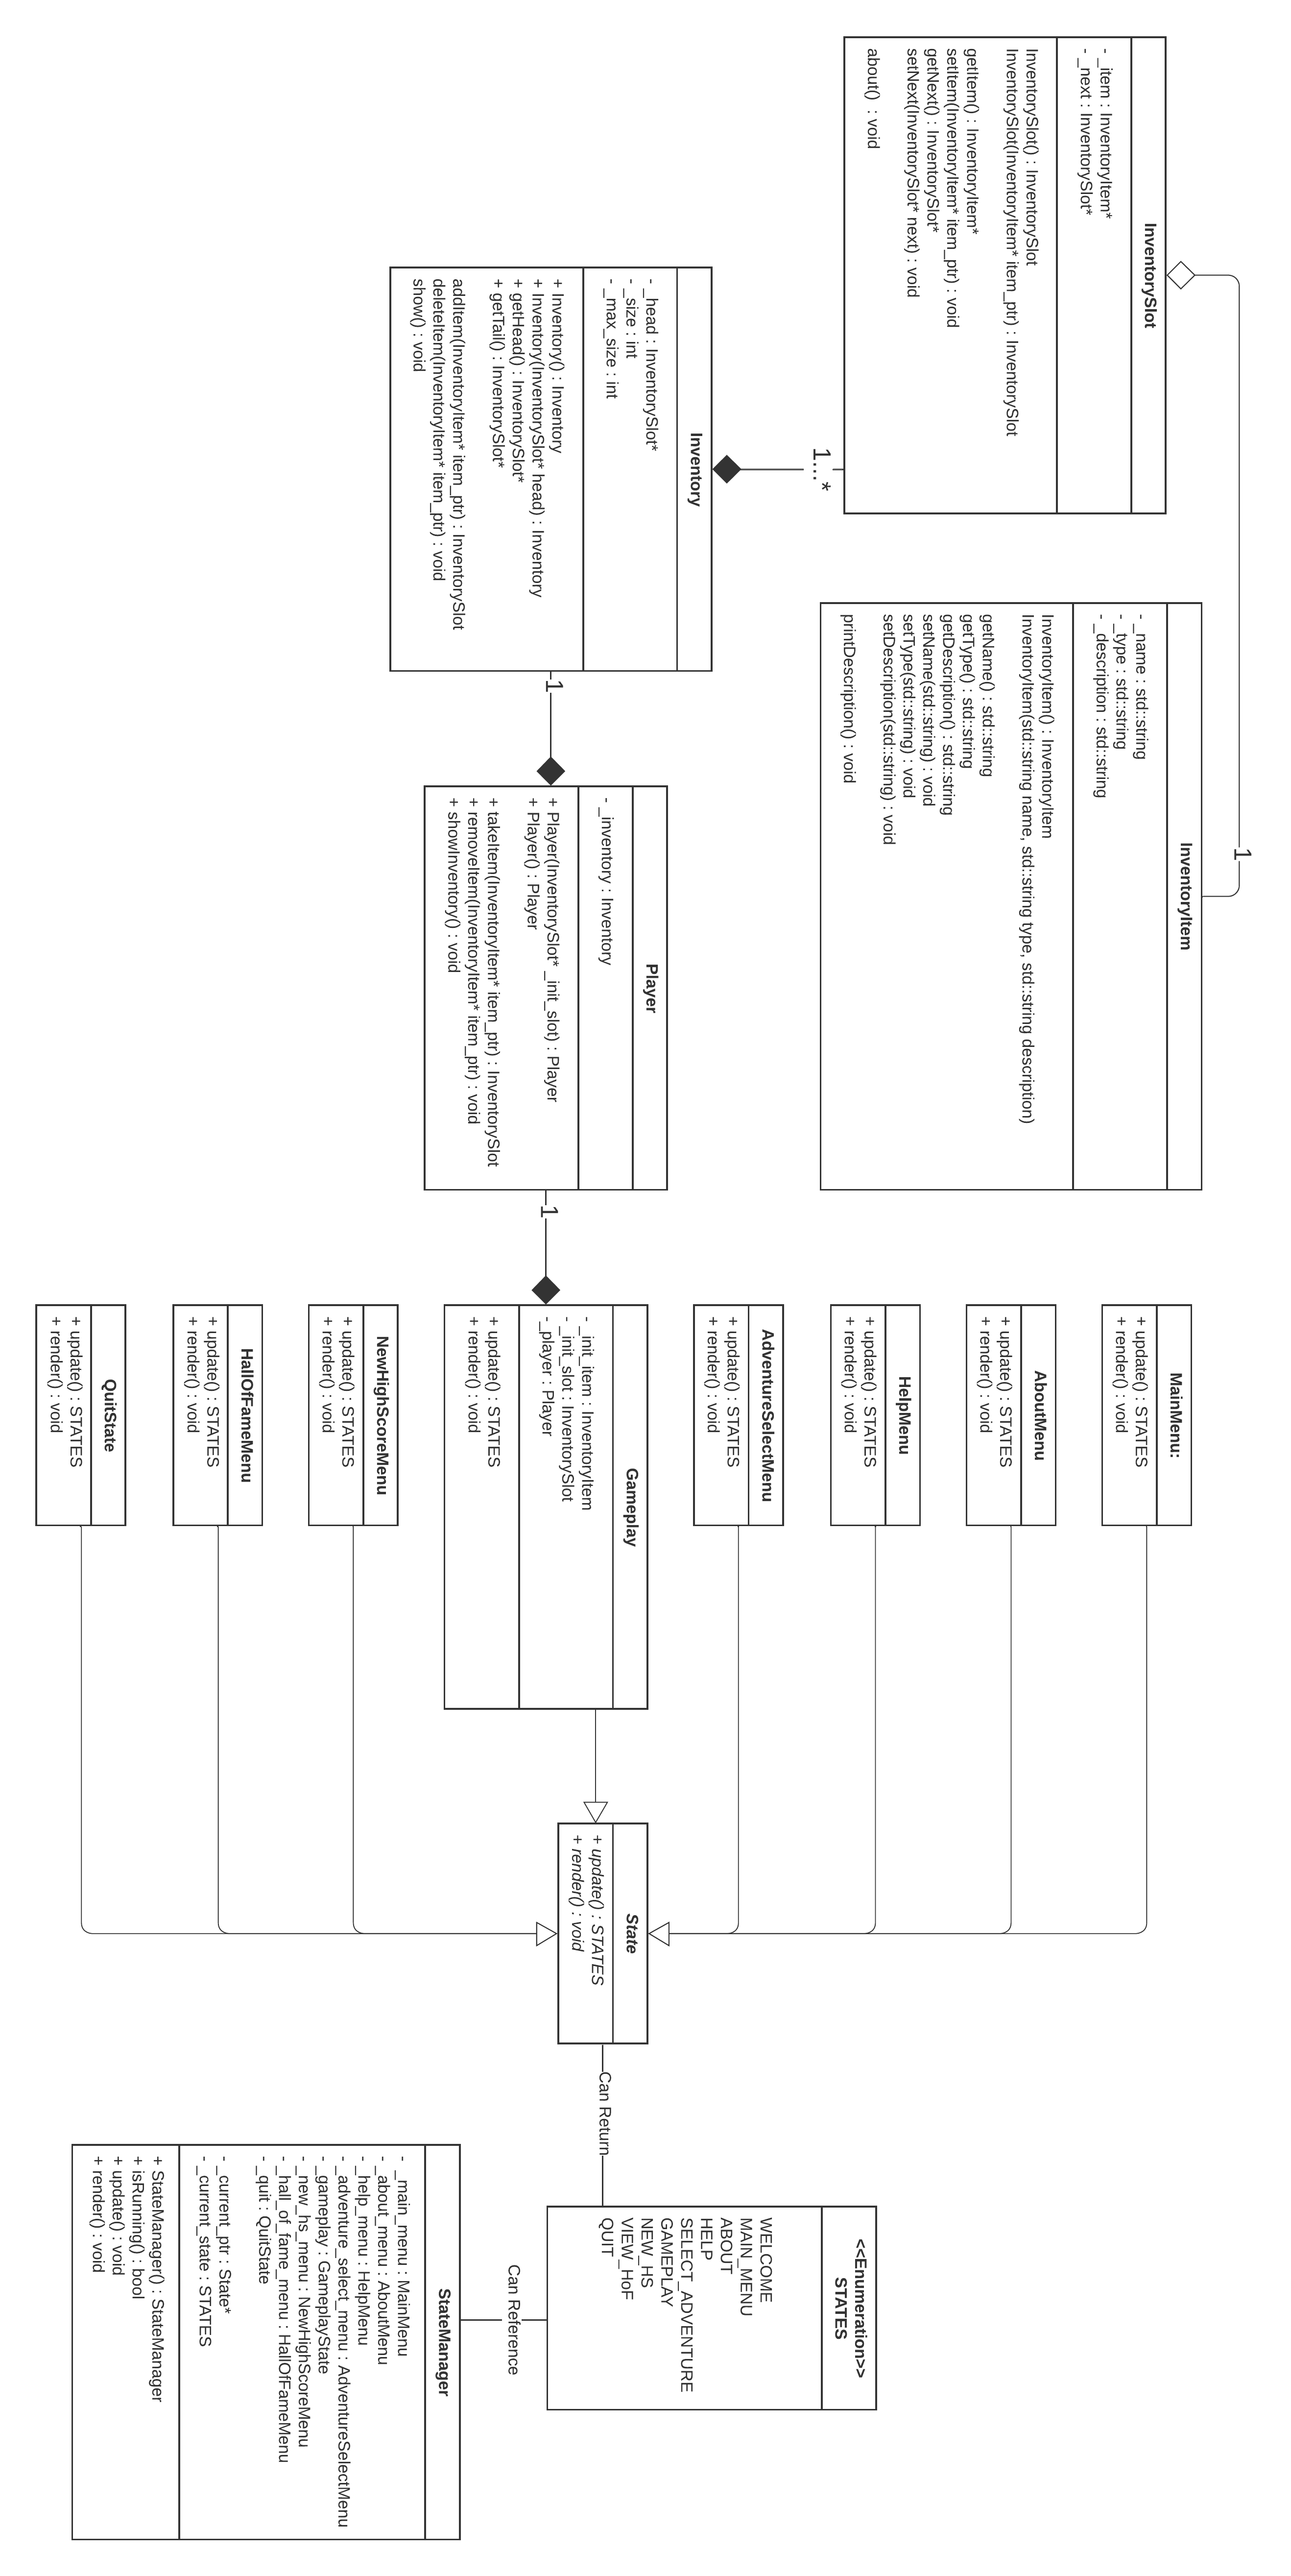 InventorySlot
- _item : InventoryItem*
- _next : InventorySlot*
InventorySlot() : InventorySlot
InventorySlot(InventoryItem* item_ptr) : InventorySlot
getItem() : InventoryItem*
setItem(InventoryItem* item_ptr) : void
getNext() : InventorySlot*
setNext(InventorySlot* next) : void
about() : void
1
InventoryItem
- _name : std::string
- _type : std::string
- _description : std::string
InventoryItem() : InventoryItem
InventoryItem(std::string name, std::string type, std::string description)
getName() : std::string
getType() : std::string
getDescription() : std::string
setName(std::string) : void
setType(std::string) : void
setDescription(std::string) : void
printDescription() : void
1...*
Inventory
- _head : InventorySlot*
- _size : int
- _max_size : int
+ Inventory() : Inventory
+ Inventory(InventorySlot* head) : Inventory
+ getHead() : InventorySlot*
+ getTail() : InventorySlot*
addItem(InventoryItem* item_ptr) : InventorySlot
deleteItem(InventoryItem* item_ptr) : void
show() : void
1
Player
- _inventory : Inventory
+ Player(InventorySlot* _init_slot) : Player
+ Player() : Player
+ takeItem(InventoryItem* item_ptr) : InventorySlot
+ removeItem(InventoryItem* item_ptr) : void
+ showInventory() : void
1
MainMenu:
+ update() : STATES
+ render() : void
AboutMenu
+ update() : STATES
+ render() : void
HelpMenu
+ update() : STATES
+ render() : void
AdventureSelectMenu
+ update() : STATES
+ render() : void
Gameplay
- _init_item : InventoryItem
- _init_slot : InventorySlot
- _player : Player
+ update() : STATES
+ render() : void
NewHighScoreMenu
+ update() : STATES
+ render() : void
HallOfFameMenu
+ update() : STATES
+ render() : void
QuitState
+ update() : STATES
+ render() : void
State
+ update() : STATES
+ render() : void
Can Return
<<Enumeration>>
STATES
WELCOME
MAIN_MENU
ABOUT
HELP
SELECT_ADVENTURE
GAMEPLAY
NEW_HS
VIEW_HoF
QUIT
Can Reference
StateManager
- _main_menu : MainMenu
- _about_menu : AboutMenu
- _help_menu : HelpMenu
- _adventure_select_menu : AdventureSelectMenu
- _gameplay : GameplayState
- _new_hs_menu : NewHighScoreMenu
- _hall_of_fame_menu : HallOfFameMenu
- _quit : QuitState
- _current_ptr : State*
- _current_state : STATES
+ StateManager() : StateManager
+ isRunning() : bool
+ update() : void
+ render() : void